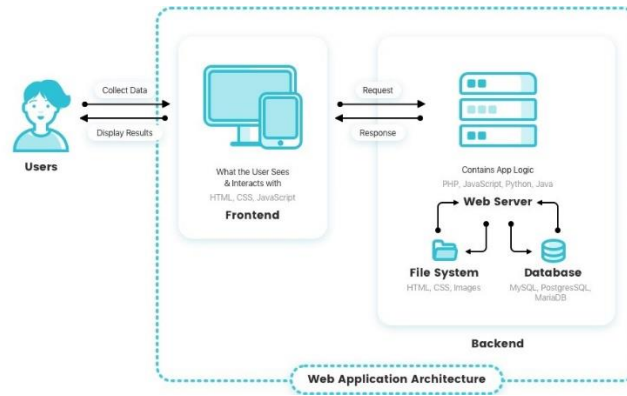 Collect Data
Display Results
Users
What the User Sees
& Interacts with
HTML, CSS, JavaScript
Frontend
Request
Response
Contains App Logic
PHP, JavaScript, Python, Java
Web Server
File System
HTML, CSS, Images
Database
MySQL, PostgresSQL,
MariaDB
Backend
Web Application Architecture